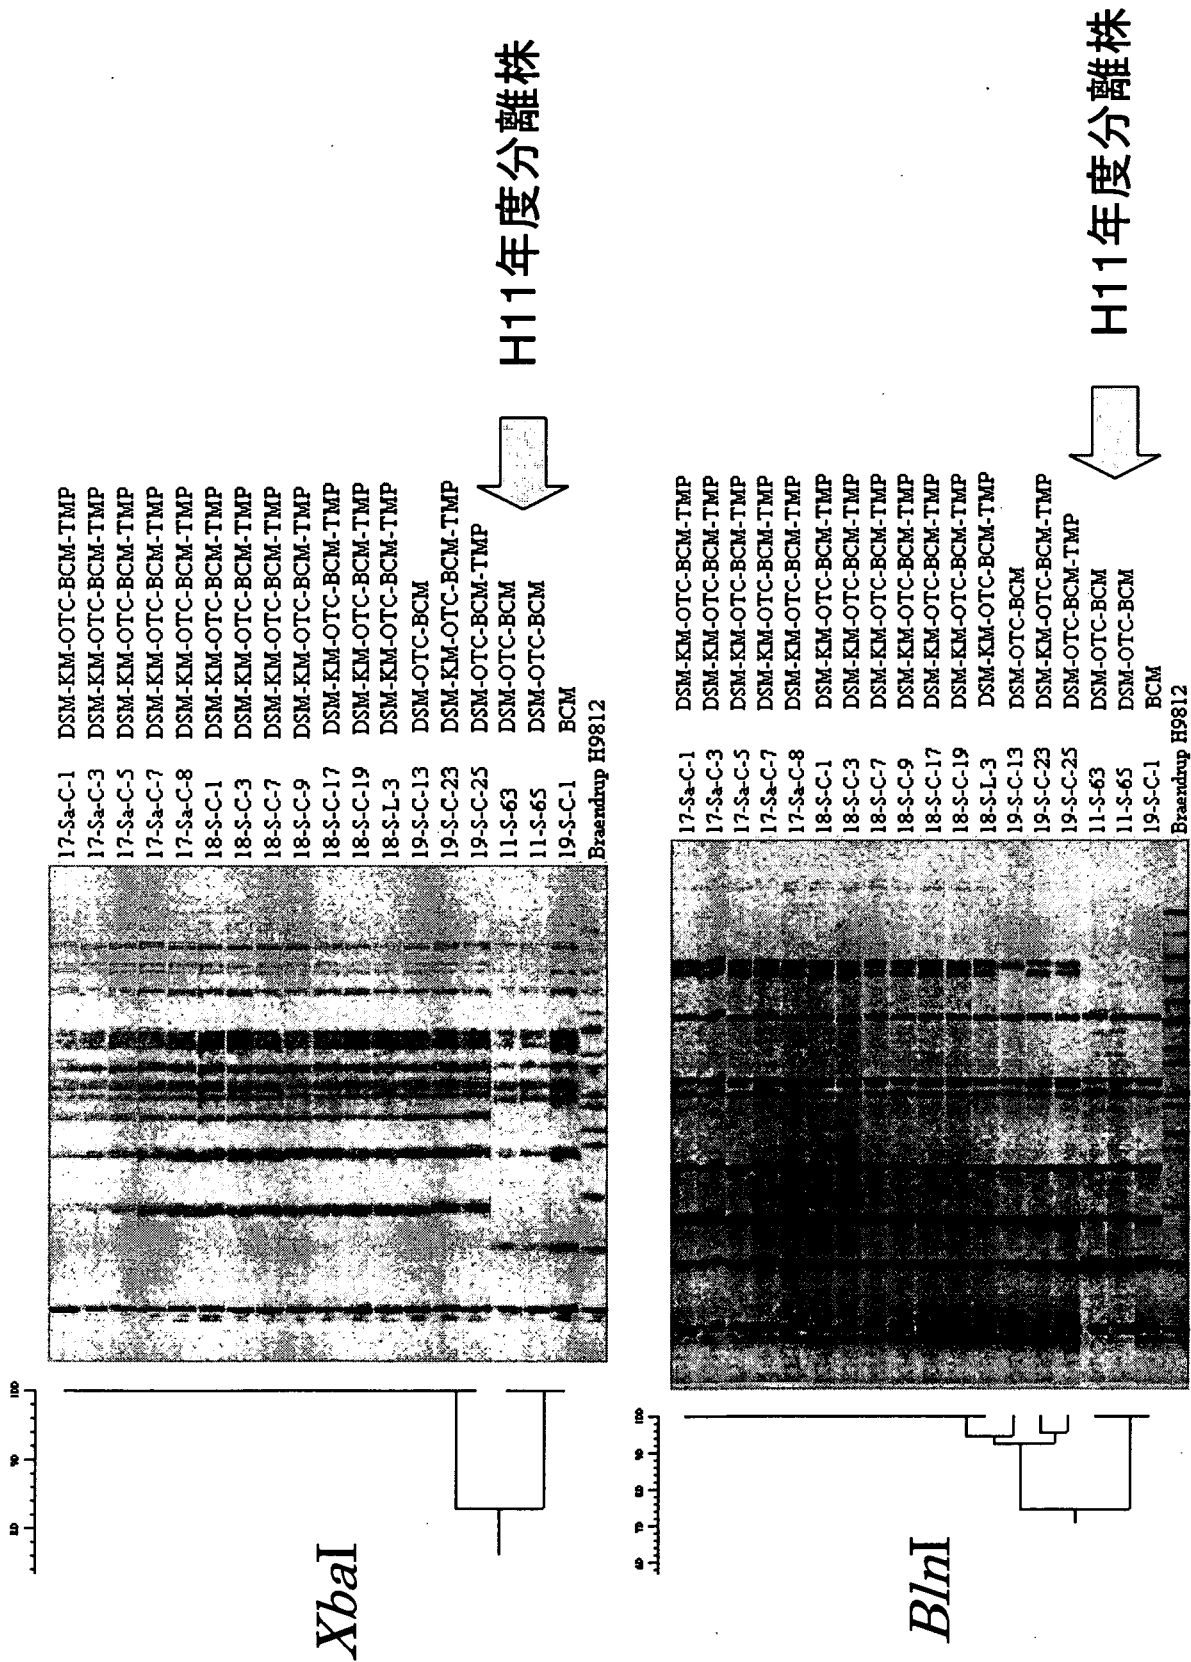 XbaI
80 90 100
17-Sa-C-1 DSM-KM-OTC-BCM-TMP
17-Sa-C-3 DSM-KM-OTC-BCM-TMP
17-Sa-C-5 DSM-KM-OTC-BCM-TMP
17-Sa-C-7 DSM-KM-OTC-BCM-TMP
17-Sa-C-8 DSM-KM-OTC-BCM-TMP
18-S-C-1 DSM-KM-OTC-BCM-TMP
18-S-C-3 DSM-KM-OTC-BCM-TMP
18-S-C-7 DSM-KM-OTC-BCM-TMP
18-S-C-9 DSM-KM-OTC-BCM-TMP
18-S-C-17 DSM-KM-OTC-BCM-TMP
18-S-C-19 DSM-KM-OTC-BCM-TMP
18-S-L-3 DSM-KM-OTC-BCM-TMP
19-S-C-13 DSM-OTC-BCM
19-S-C-23 DSM-KM-OTC-BCM-TMP
19-S-C-25 DSM-OTC-BCM-TMP
11-S-63 DSM-OTC-BCM
11-S-65 DSM-OTC-BCM
19-S-C-1 BCM
Braendrup H9812
H11年度分離株
BlnI
60 70 80 90 100
17-Sa-C-1 DSM-KM-OTC-BCM-TMP
17-Sa-C-3 DSM-KM-OTC-BCM-TMP
17-Sa-C-5 DSM-KM-OTC-BCM-TMP
17-Sa-C-7 DSM-KM-OTC-BCM-TMP
17-Sa-C-8 DSM-KM-OTC-BCM-TMP
18-S-C-1 DSM-KM-OTC-BCM-TMP
18-S-C-3 DSM-KM-OTC-BCM-TMP
18-S-C-7 DSM-KM-OTC-BCM-TMP
18-S-C-9 DSM-KM-OTC-BCM-TMP
18-S-C-17 DSM-KM-OTC-BCM-TMP
18-S-C-19 DSM-KM-OTC-BCM-TMP
18-S-L-3 DSM-KM-OTC-BCM-TMP
19-S-C-13 DSM-OTC-BCM
19-S-C-23 DSM-KM-OTC-BCM-TMP
19-S-C-25 DSM-OTC-BCM-TMP
11-S-63 DSM-OTC-BCM
11-S-65 DSM-OTC-BCM
19-S-C-1 BCM
Braendrup H9812
H11年度分離株